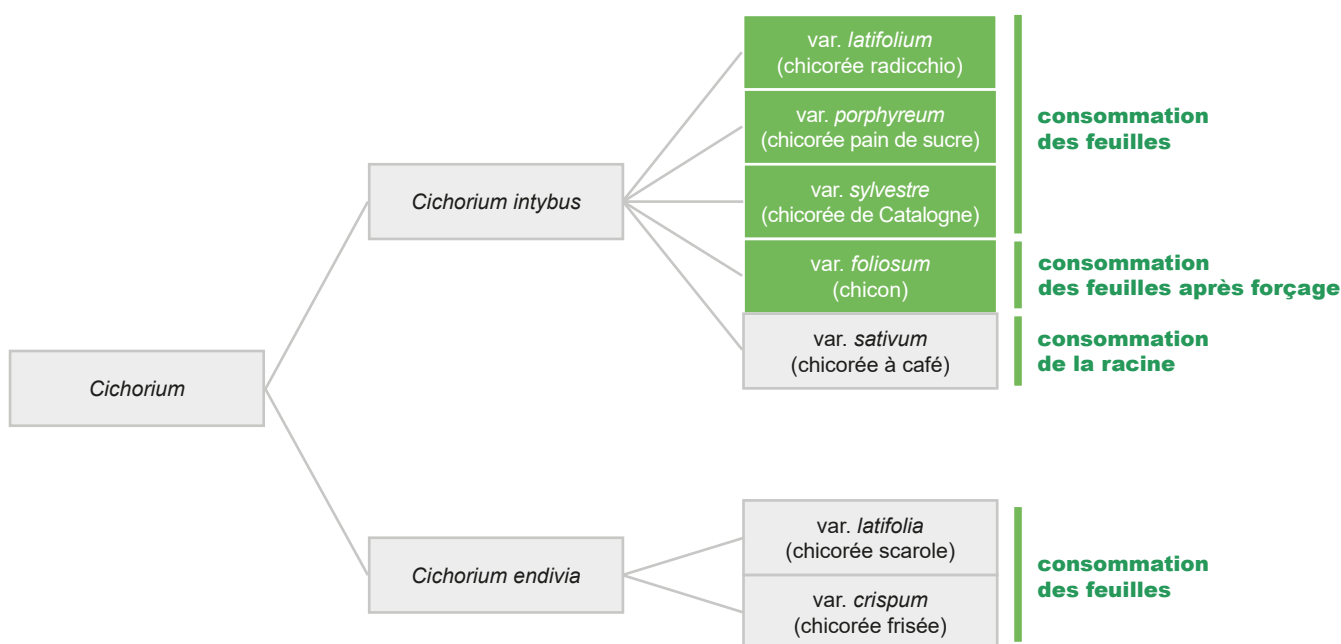 var. latifolium
(chicorée radicchio)
var. porphyreum
(chicorée pain de sucre)
consommation
des feuilles
Cichorium intybus
var. sylvestre
(chicorée de Catalogne)
var. foliosum
(chicon)
consommation
des feuilles après forçage
var. sativum
(chicorée à café)
consommation
de la racine
Cichorium
var. latifolia
(chicorée scarole)
Cichorium endivia
consommation
des feuilles
var. crispum
(chicorée frisée)